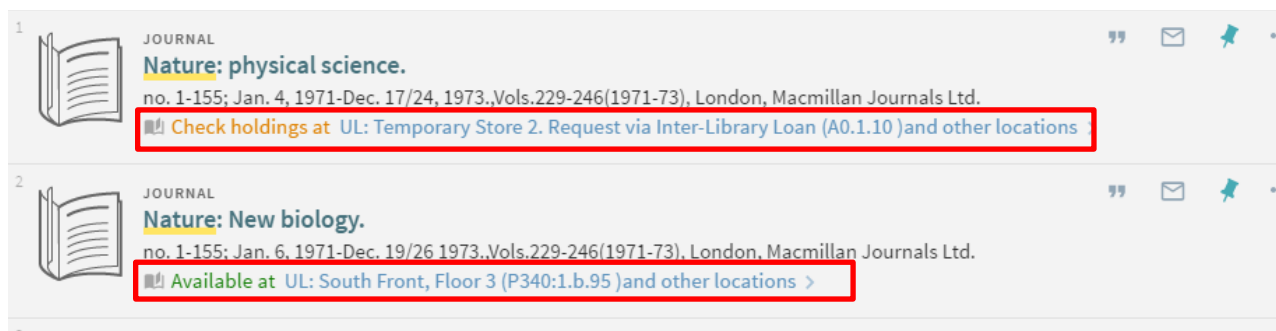 1
JOURNAL
Nature: physical science.
no. 1-155; Jan. 4, 1971-Dec. 17/24, 1973.,Vols.229-246(1971-73), London, Macmillan Journals Ltd.
Check holdings at UL: Temporary Store 2. Request via Inter-Library Loan (A0.1.10 )and other locations >
2
JOURNAL
Nature: New biology.
no. 1-155; Jan. 6, 1971-Dec. 19/26 1973.,Vols.229-246(1971-73), London, Macmillan Journals Ltd.
Available at UL: South Front, Floor 3 (P340:1.b.95 )and other locations >